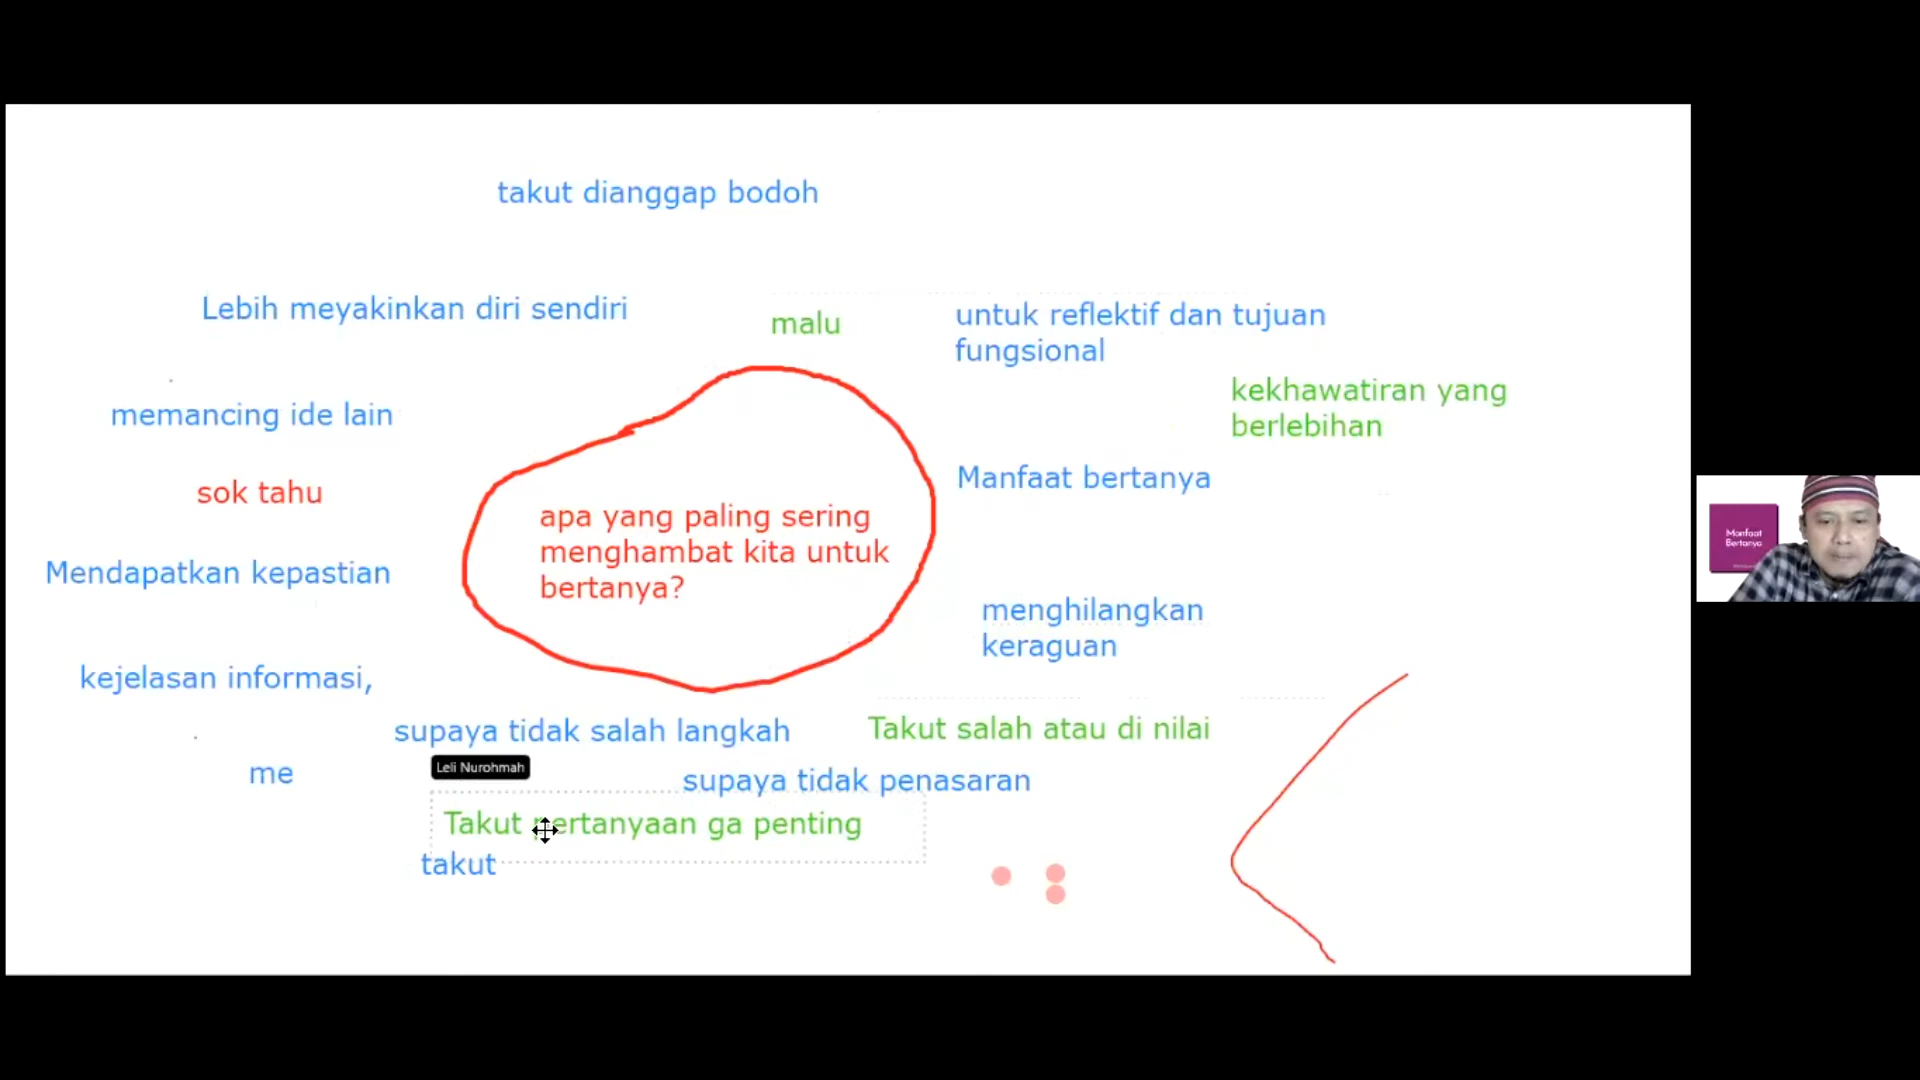 takut dianggap bodoh
Lebih meyakinkan diri sendiri
malu
untuk reflektif dan tujuan
fungsional
kekhawatiran yang
berlebihan
memancing ide lain
sok tahu
Manfaat bertanya
apa yang paling sering
menghambat kita untuk
bertanya?
Mendapatkan kepastian
menghilangkan
keraguan
kejelasan informasi,
supaya tidak salah langkah
Takut salah atau di nilai
Leli Nurohmah
me
supaya tidak penasaran
Takut pertanyaan ga penting
takut
Manfaat
Bertanya